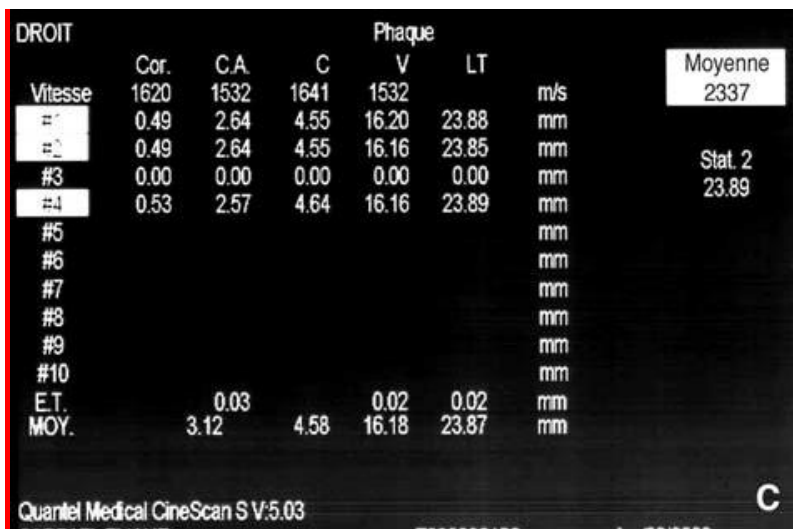 DROIT Phaque
Cor. C.A. C V LT Moyenne
Vitesse 1620 1532 1641 1532 m/s 2337
#1 0.49 2.64 4.55 16.20 23.88 mm
#2 0.49 2.64 4.55 16.16 23.85 mm
Stat. 2
#3 0.00 0.00 0.00 0.00 0.00 mm
23.89
#4 0.53 2.57 4.64 16.16 23.89 mm
#5 mm
#6 mm
#7 mm
#8 mm
#9 mm
#10 mm
E.T. 0.03 0.02 0.02 mm
MOY. 3.12 4.58 16.18 23.87 mm
C
Quantel Medical CineScan S V:5.03